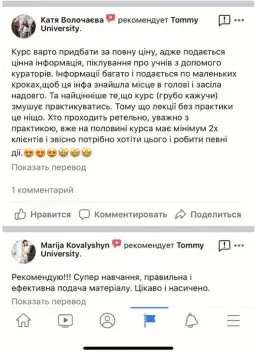 Катя Волочаєва рекомендует Tommy
University.
Курс варто придбати за повну ціну, адже подається
цінна інформація, піклування про учнів з допомого
кураторів. Інформації багато і подається по маленьких
кроках,щоб ця інфа знайшла місце в голові і засіла
надовго. Та найцінніше те,що курс (грубо кажучи)
змушує практикуватись. Тому що лекції без практики
це ніщо. Хто проходить ретельно, уважно з
практикою, вже на половині курса має мінімум 2х
клієнтів і звісно потрібно хотіти цього і робити певні
дії.😍😍😍🤩🤩🤩
Показать перевод
1 комментарий
Нравится Комментировать Поделиться
Marija Kovalyshyn рекомендует Tommy
University.
Рекомендую!!! Супер навчання, правильна і
ефективна подача матеріалу. Цікаво і насичено.
Показать перевод